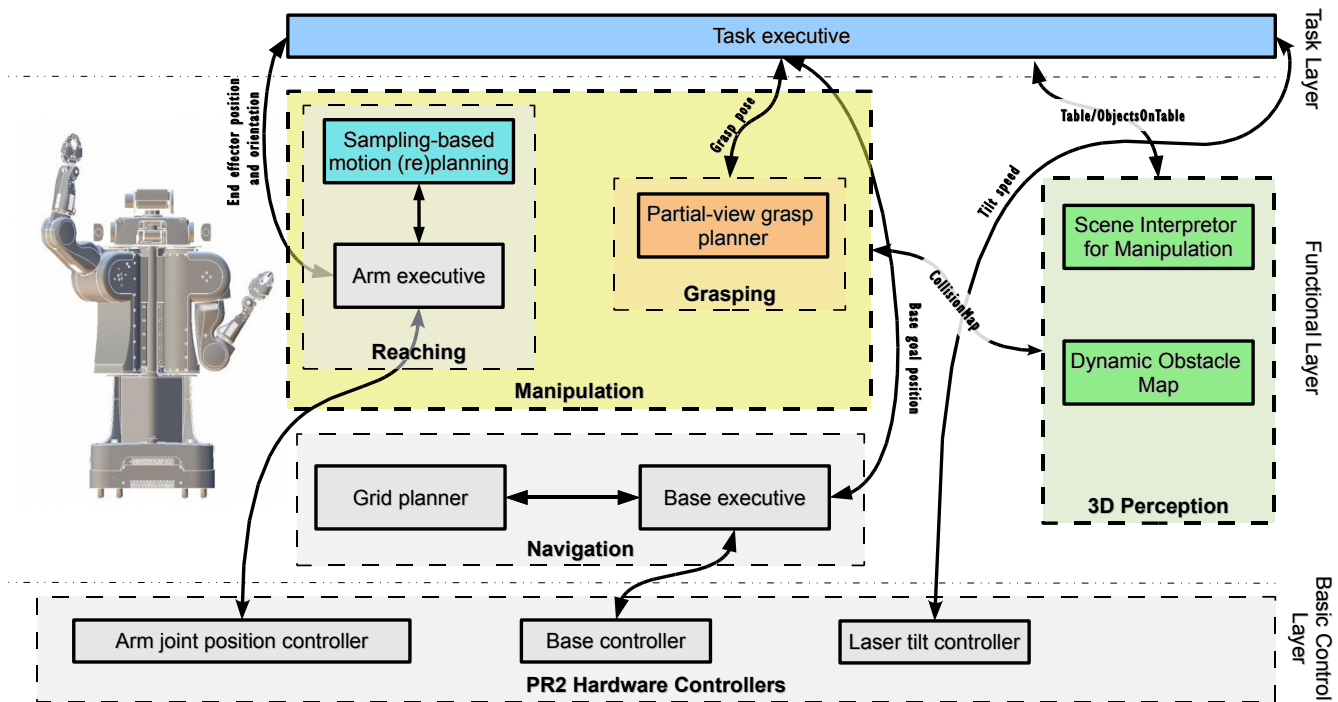 Task executive
Task Layer
End effector position
and orientation
Sampling-based
motion (re)planning
Arm executive
Reaching
Grasp pose
Partial-view grasp
planner
Grasping
Manipulation
Table/ObjectsOnTable
Tilt speed
CollisionMap
Base goal position
Scene Interpretor
for Manipulation
Dynamic Obstacle
Map
3D Perception
Functional Layer
Grid planner
Base executive
Navigation
Arm joint position controller
Base controller
Laser tilt controller
PR2 Hardware Controllers
Basic Control
Layer